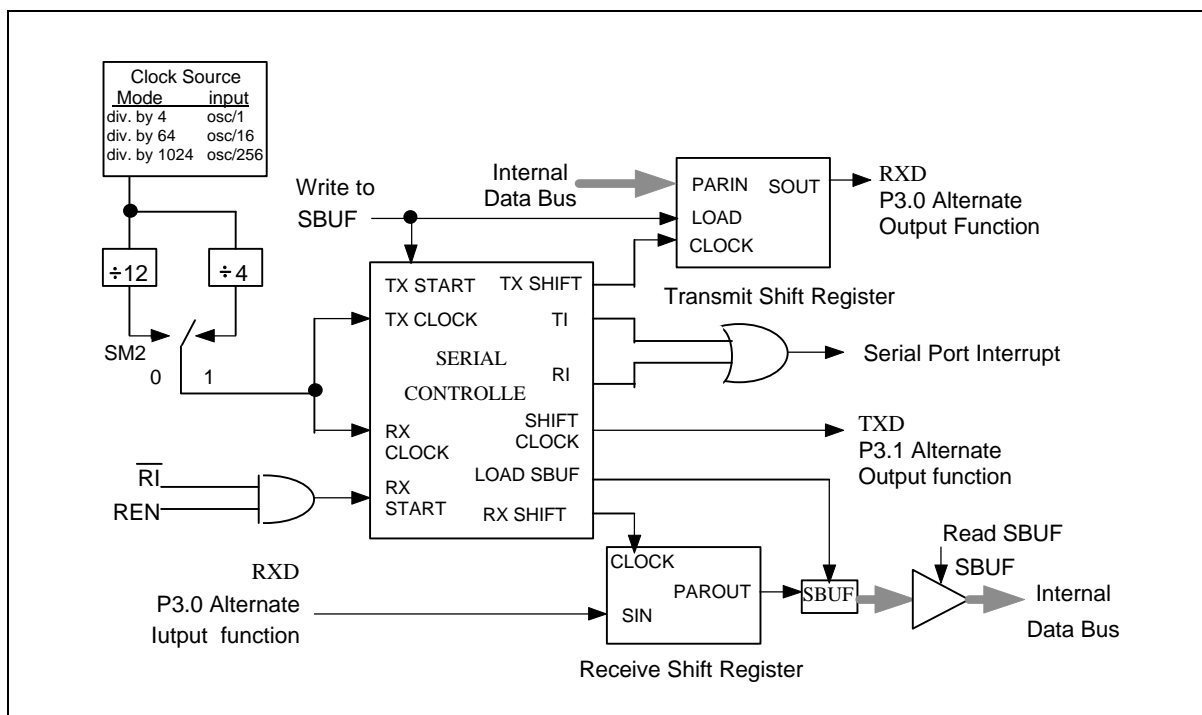 Clock Source
Mode input
div. by 4 osc/1
div. by 64 osc/16
div. by 1024 osc/256
÷12
÷4
SM2
0 1
Write to
SBUF
Internal
Data Bus
PARIN SOUT
LOAD
CLOCK
Transmit Shift Register
RXD
P3.0 Alternate
Output Function
TX START TX SHIFT
TX CLOCK TI
SERIAL
CONTROLLE
RI
RX
CLOCK
SHIFT
CLOCK
LOAD SBUF
RX
START
RX SHIFT
Serial Port Interrupt
TXD
P3.1 Alternate
Output function
RI
REN
RXD
P3.0 Alternate
Iutput function
CLOCK
PAROUT
SIN
Receive Shift Register
SBUF
Read SBUF
SBUF
Internal
Data Bus